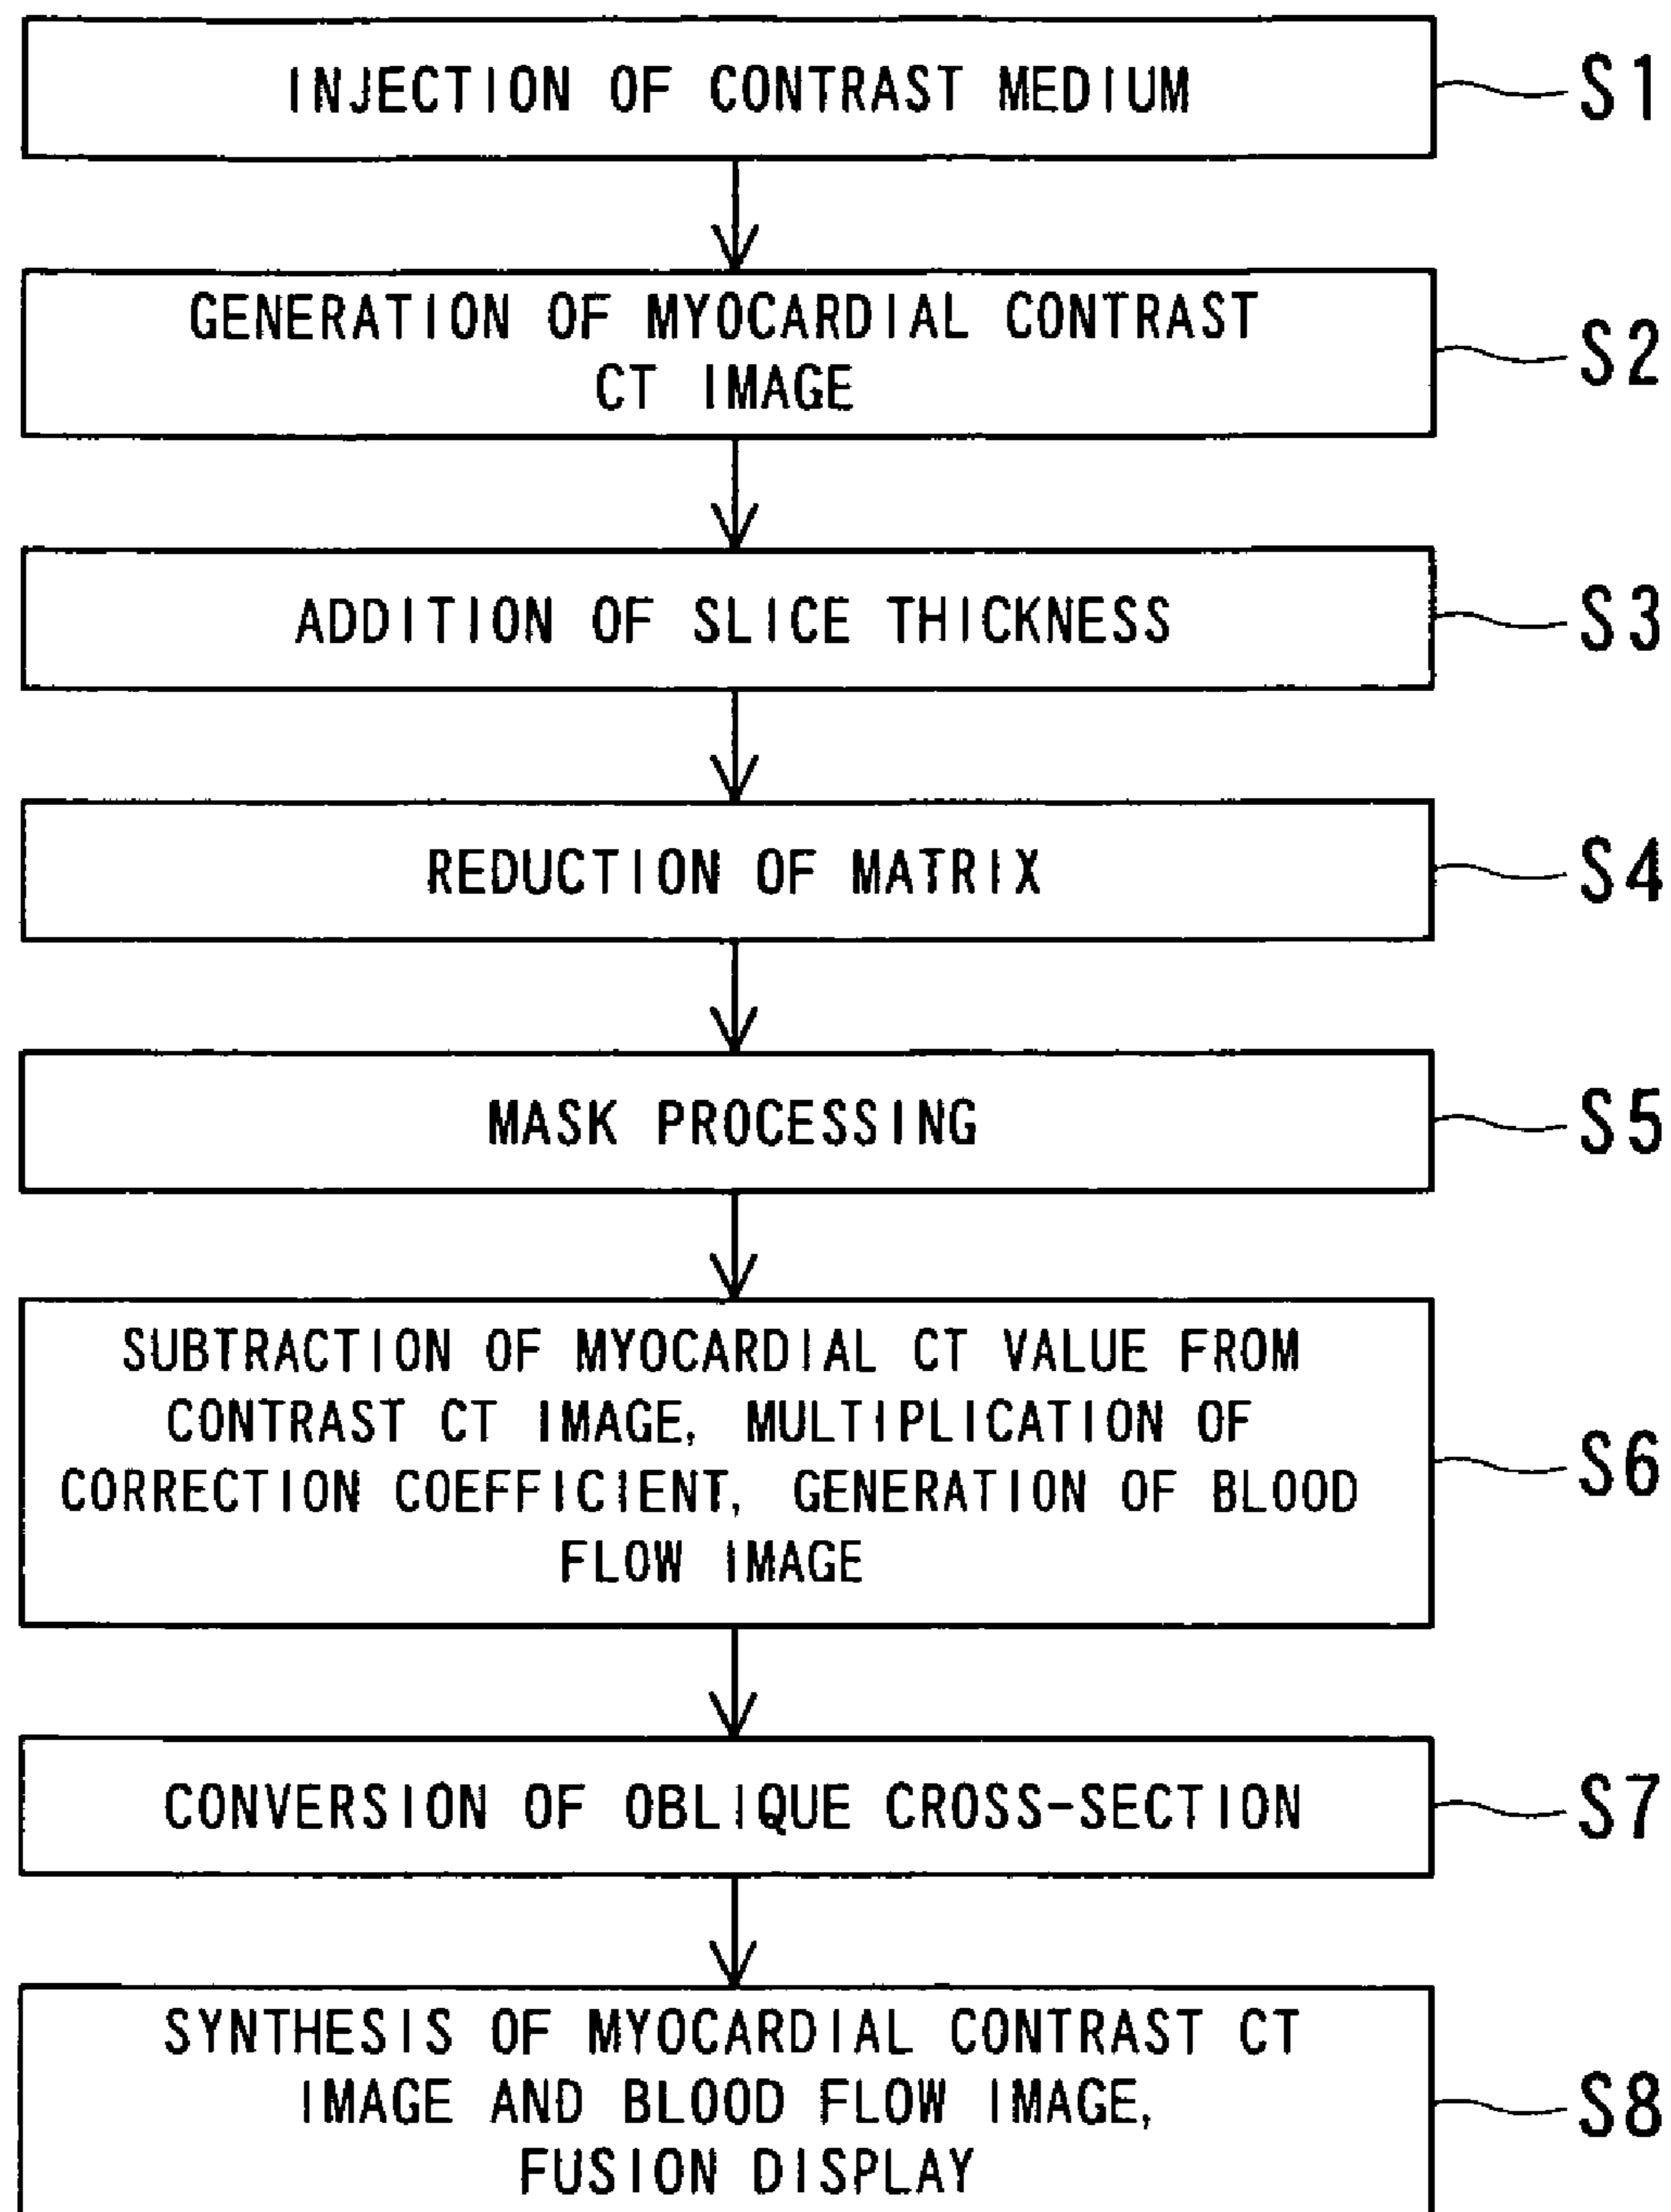 INJECTION OF CONTRAST MEDIUM
S1
GENERATION OF MYOCARDIAL CONTRAST
CT IMAGE
S2
ADDITION OF SLICE THICKNESS
S3
REDUCTION OF MATRIX
S4
MASK PROCESSING
S5
SUBTRACTION OF MYOCARDIAL CT VALUE FROM
CONTRAST CT IMAGE, MULTIPLICATION OF
CORRECTION COEFFICIENT, GENERATION OF BLOOD
FLOW IMAGE
S6
CONVERSION OF OBLIQUE CROSS-SECTION
S7
SYNTHESIS OF MYOCARDIAL CONTRAST CT
IMAGE AND BLOOD FLOW IMAGE,
FUSION DISPLAY
S8